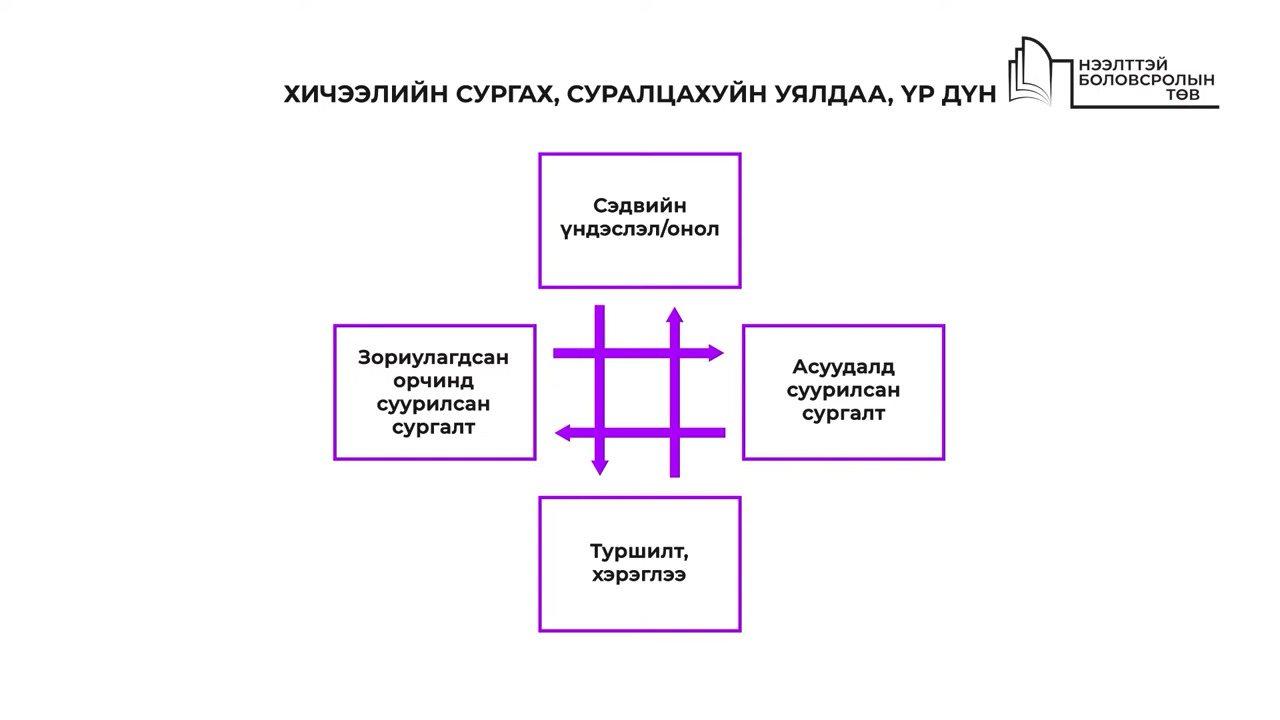 ХИЧЭЭЛИЙН СУРГАХ, СУРАЛЦАХУЙН УЯЛДАА, ҮР ДҮН
НЭЭЛТТЭЙ
БОЛОВСРОЛЫН
ТӨВ
Сэдвийн
үндэслэл/онол
Зориулагдсан
орчинд
суурилсан
сургалт
Асуудалд
суурилсан
сургалт
Туршилт,
хэрэглээ